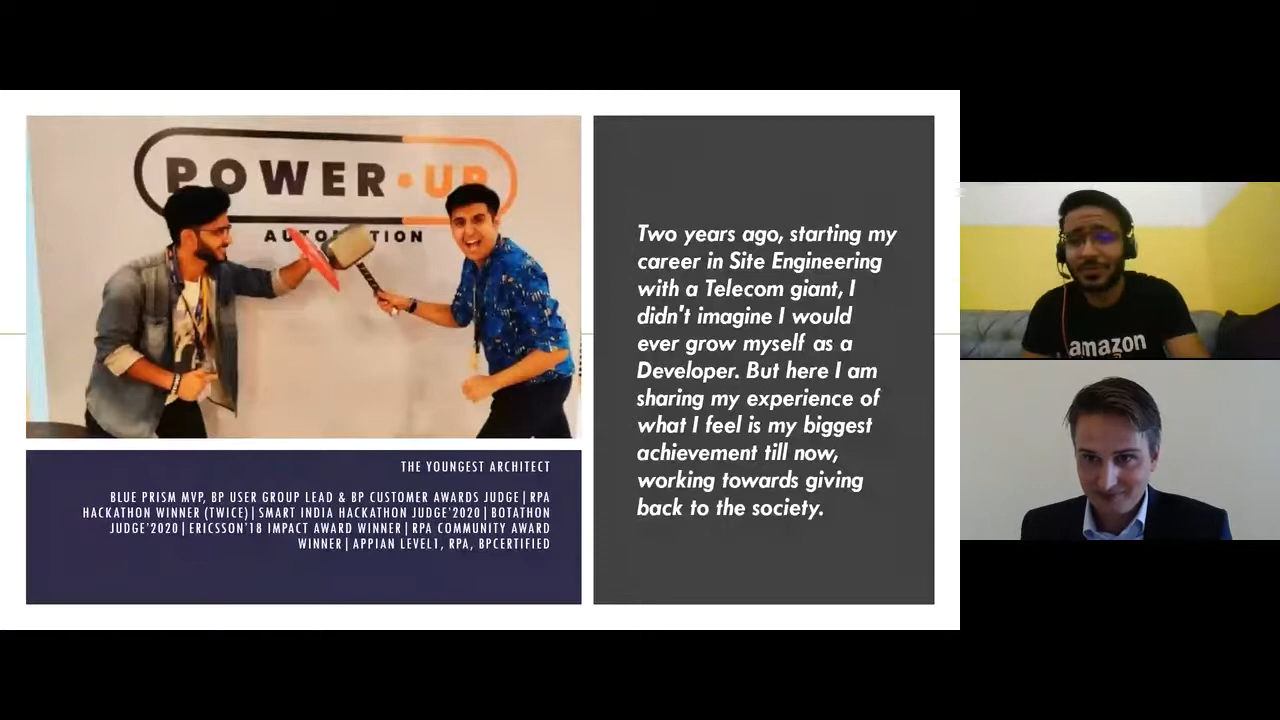 POWER·UP
AUTOMATION
THE YOUNGEST ARCHITECT
BLUE PRISM MVP, BP USER GROUP LEAD & BP CUSTOMER AWARDS JUDGE| RPA
HACKATHON WINNER (TWICE)| SMART INDIA HACKATHON JUDGE'2020| BOTATHON
JUDGE'2020| ERICSSON'18 IMPACT AWARD WINNER| RPA COMMUNITY AWARD
WINNER| APPIAN LEVEL1, RPA, BPCERTIFIED
Two years ago, starting my
career in Site Engineering
with a Telecom giant, I
didn't imagine I would
ever grow myself as a
Developer. But here I am
sharing my experience of
what I feel is my biggest
achievement till now,
working towards giving
back to the society.
amazon